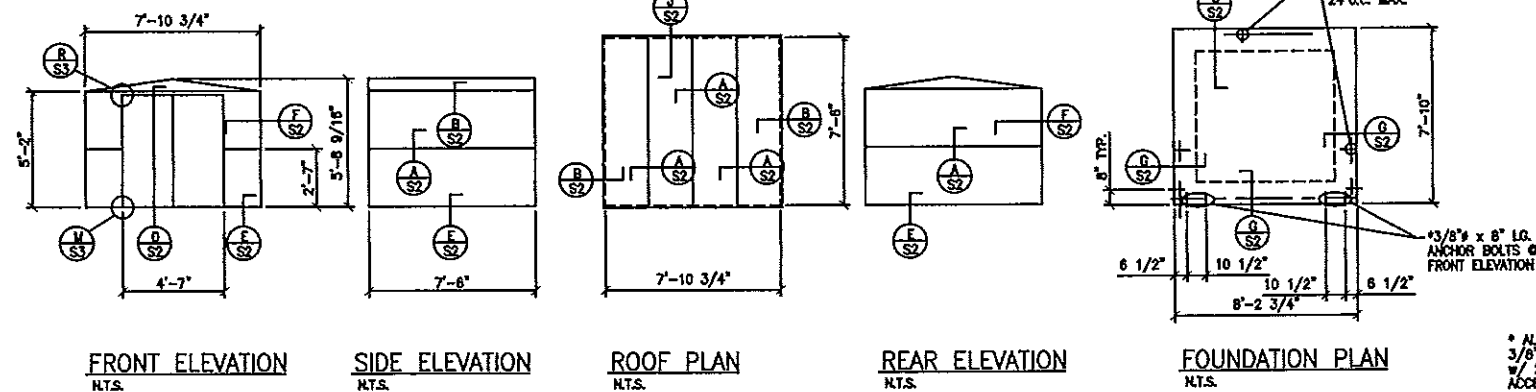 7'-10 3/4"
R
S3
5'-2"
F
S2
2'-7"
5'-8 9/16"
M
S3
S2
E
S2
4'-7"
FRONT ELEVATION
N.T.S.
B
S2
A
S2
E
S2
7'-6"
SIDE ELEVATION
N.T.S.
S2
A
S2
B
S2
7'-6"
B
S2
A
S2
A
S2
7'-10 3/4"
ROOF PLAN
N.T.S.
F
S2
A
S2
E
S2
REAR ELEVATION
N.T.S.
S2
24"O.C. MAX.
7'-10"
G
S2
G
S2
8" TYP.
G
S2
*3/8"ø x 8" LG.
ANCHOR BOLTS @
FRONT ELEVATION
6 1/2"
10 1/2"
10 1/2"
6 1/2"
8'-2 3/4"
FOUNDATION PLAN
N.T.S.
3/8"
W/